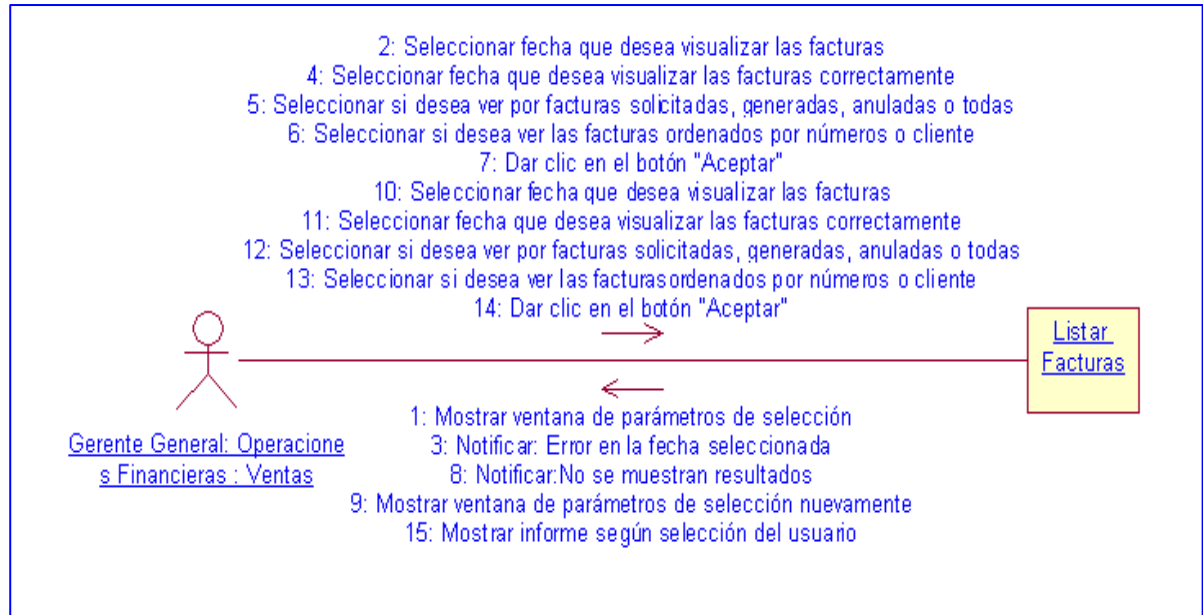 2: Seleccionar fecha que desea visualizar las facturas
4: Seleccionar fecha que desea visualizar las facturas correctamente
5: Seleccionar si desea ver por facturas solicitadas, generadas, anuladas o todas
6: Seleccionar si desea ver las facturas ordenados por números o cliente
7: Dar clic en el botón "Aceptar"
10: Seleccionar fecha que desea visualizar las facturas
11: Seleccionar fecha que desea visualizar las facturas correctamente
12: Seleccionar si desea ver por facturas solicitadas, generadas, anuladas o todas
13: Seleccionar si desea ver las facturasordenados por números o cliente
14: Dar clic en el botón "Aceptar"
Listar
Facturas
Gerente General: Operacione
s Financieras : Ventas
1: Mostrar ventana de parámetros de selección
3: Notificar: Error en la fecha seleccionada
8: Notificar:No se muestran resultados
9: Mostrar ventana de parámetros de selección nuevamente
15: Mostrar informe según selección del usuario